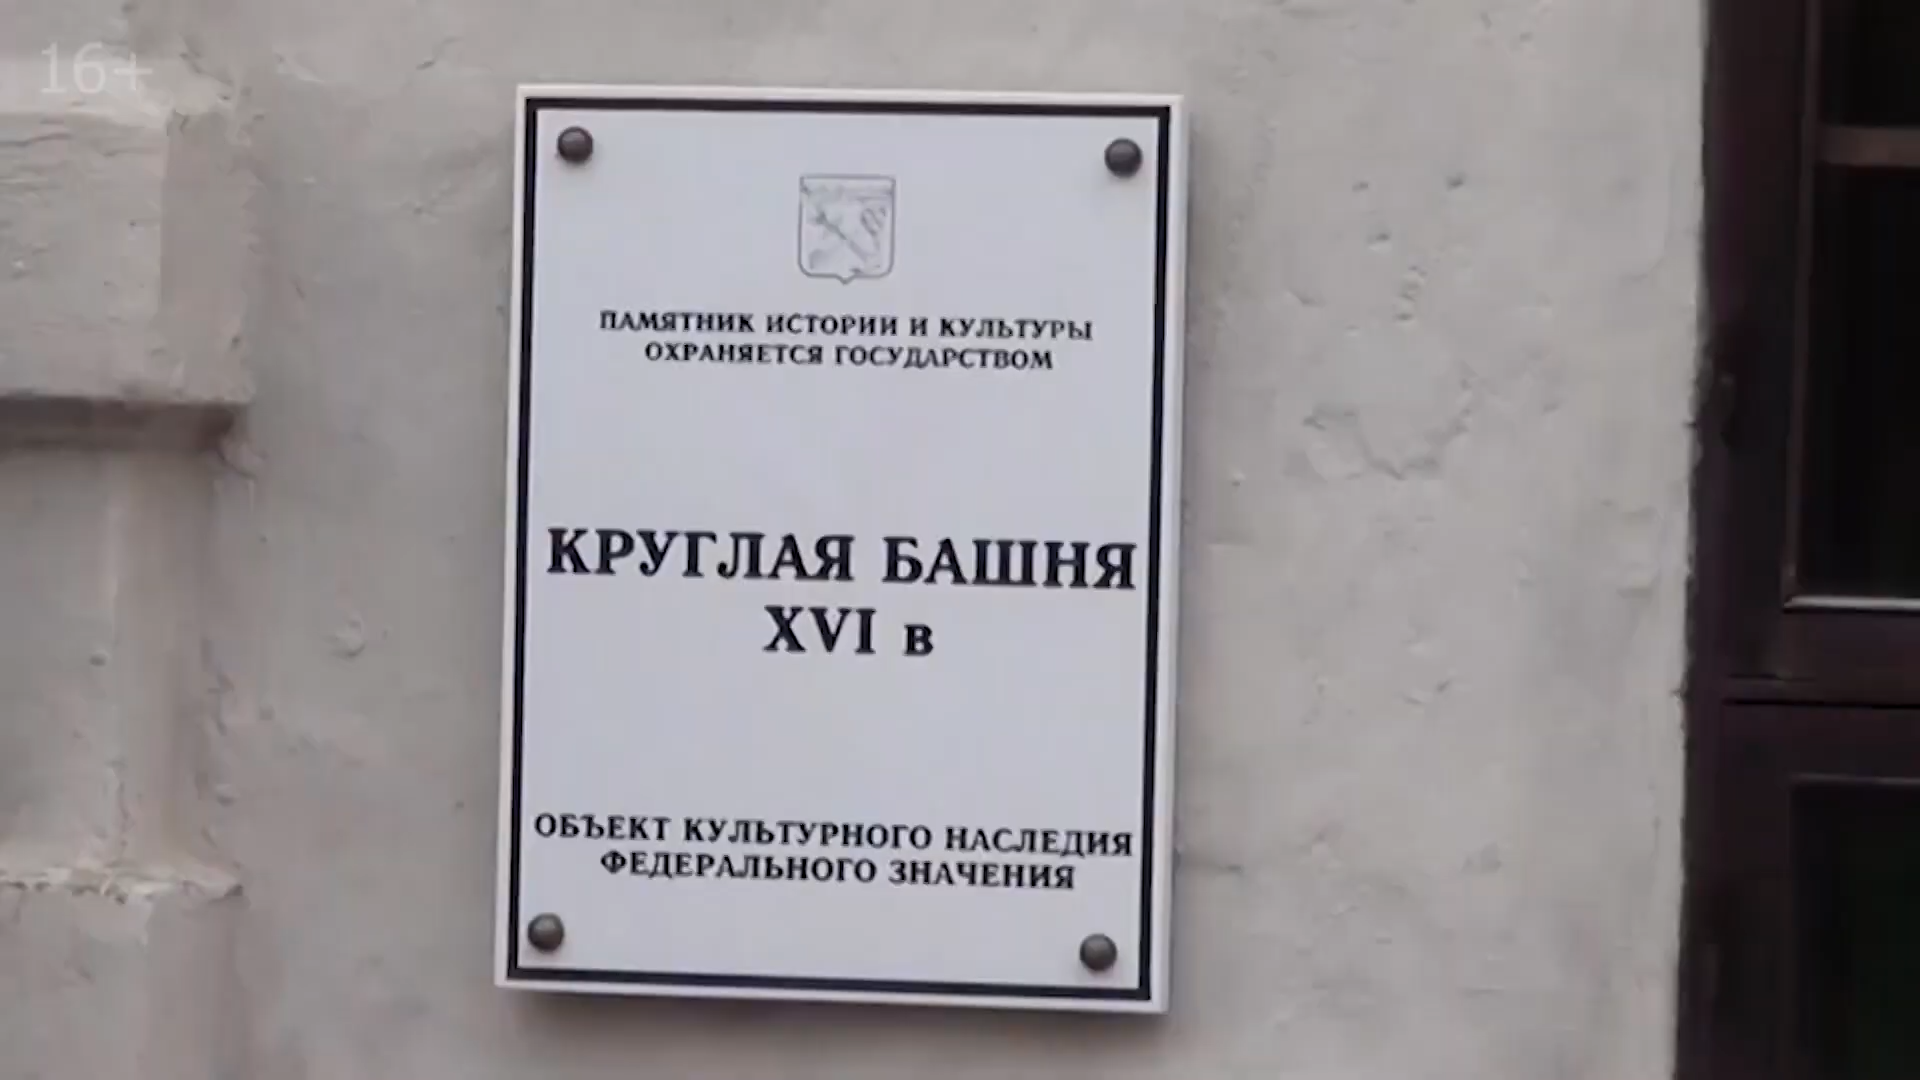 16+
ПАМЯТНИК ИСТОРИИ И КУЛЬТУРЫ
ОХРАНЯЕТСЯ ГОСУДАРСТВОМ
КРУГЛАЯ БАШНЯ
XVI в
ОБЪЕКТ КУЛЬТУРНОГО НАСЛЕДИЯ
ФЕДЕРАЛЬНОГО ЗНАЧЕНИЯ